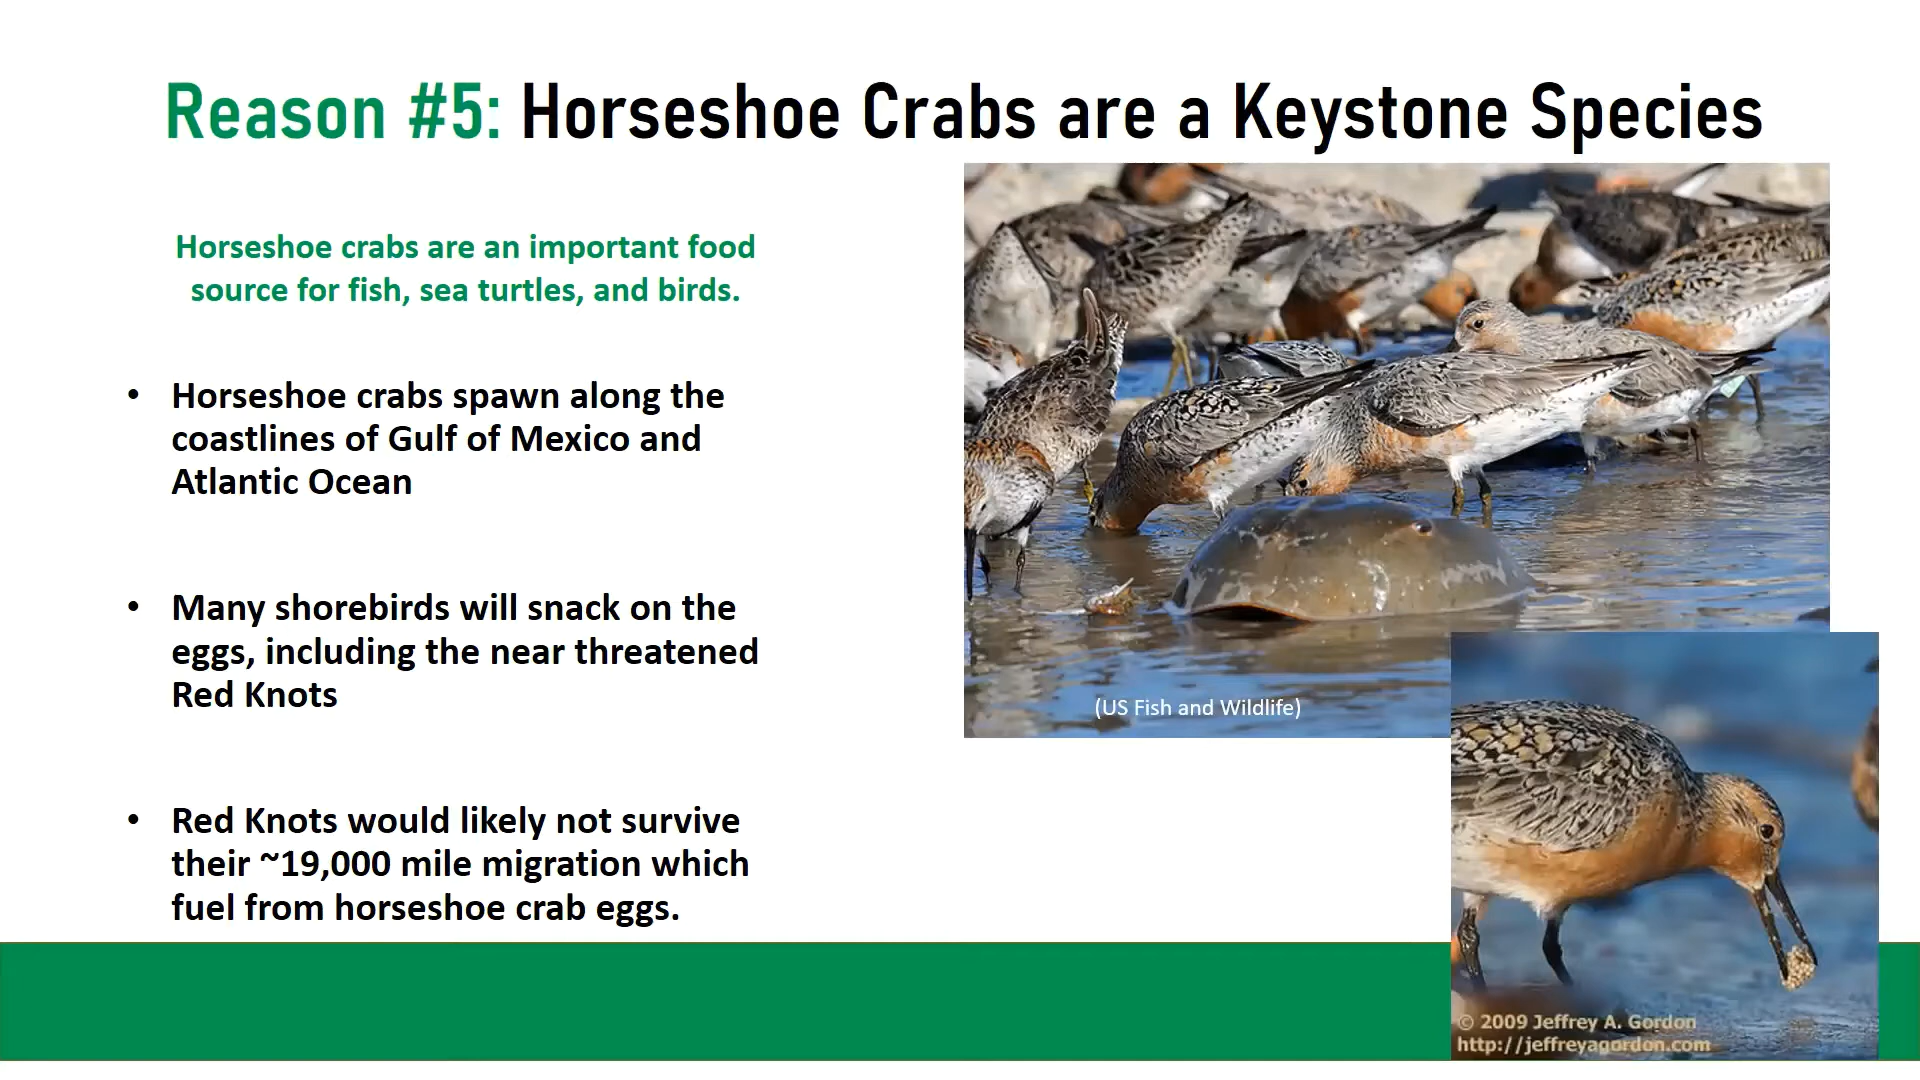 Reason #5: Horseshoe Crabs are a Keystone Species
Horseshoe crabs are an important food
source for fish, sea turtles, and birds.
• Horseshoe crabs spawn along the
coastlines of Gulf of Mexico and
Atlantic Ocean
• Many shorebirds will snack on the
eggs, including the near threatened
Red Knots
• Red Knots would likely not survive
their ~19,000 mile migration which
fuel from horseshoe crab eggs.
(US Fish and Wildlife)
© 2009 Jeffrey A. Gordon
http://jeffreyagordon.com